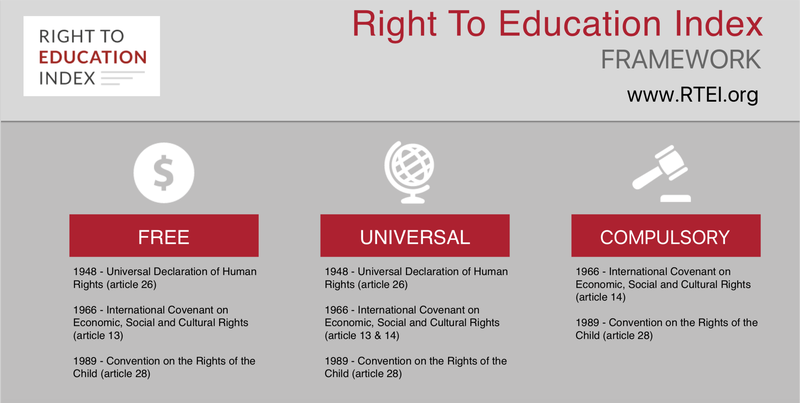 RIGHT TO
EDUCATION
INDEX
Right To Education Index
FRAMEWORK
www.RTEI.org
$
FREE
1948 - Universal Declaration of Human
Rights (article 26)
1966 - International Covenant on
Economic, Social and Cultural Rights
(article 13)
1989 - Convention on the Rights of the
Child (article 28)
UNIVERSAL
1948 - Universal Declaration of Human
Rights (article 26)
1966 - International Covenant on
Economic, Social and Cultural Rights
(article 13 & 14)
1989 - Convention on the Rights of the
Child (article 28)
COMPULSORY
1966 - International Covenant on
Economic, Social and Cultural Rights
(article 14)
1989 - Convention on the Rights of the
Child (article 28)